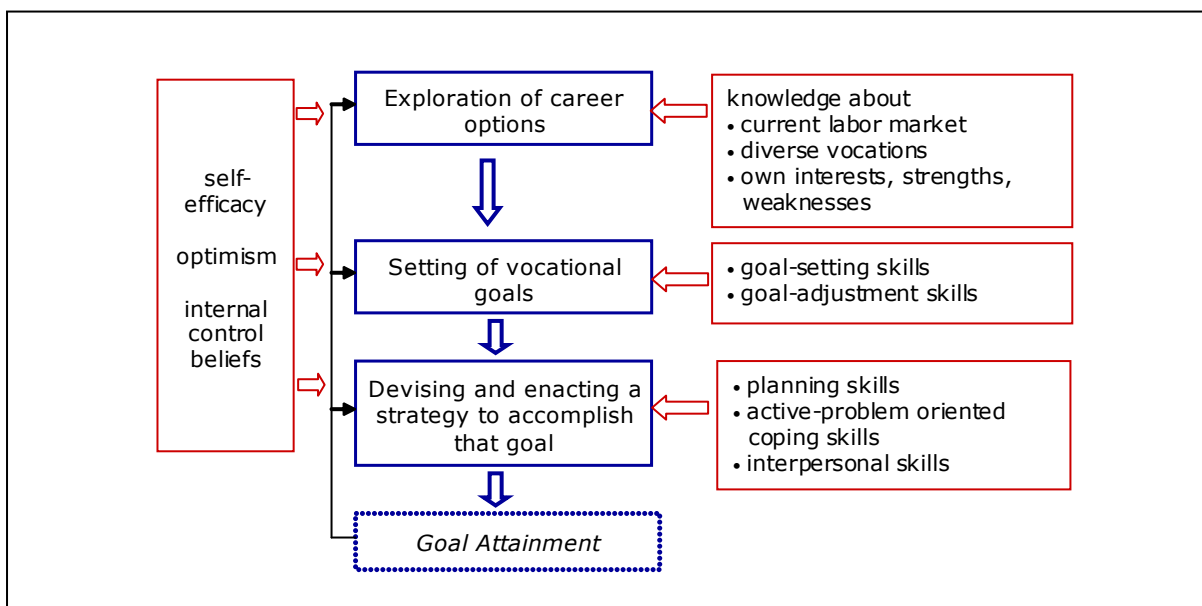 self-
efficacy
optimism
internal
control
beliefs
Exploration of career
options
knowledge about
• current labor market
• diverse vocations
• own interests, strengths,
weaknesses
Setting of vocational
goals
• goal-setting skills
• goal-adjustment skills
Devising and enacting a
strategy to accomplish
that goal
• planning skills
• active-problem oriented
coping skills
• interpersonal skills
Goal Attainment